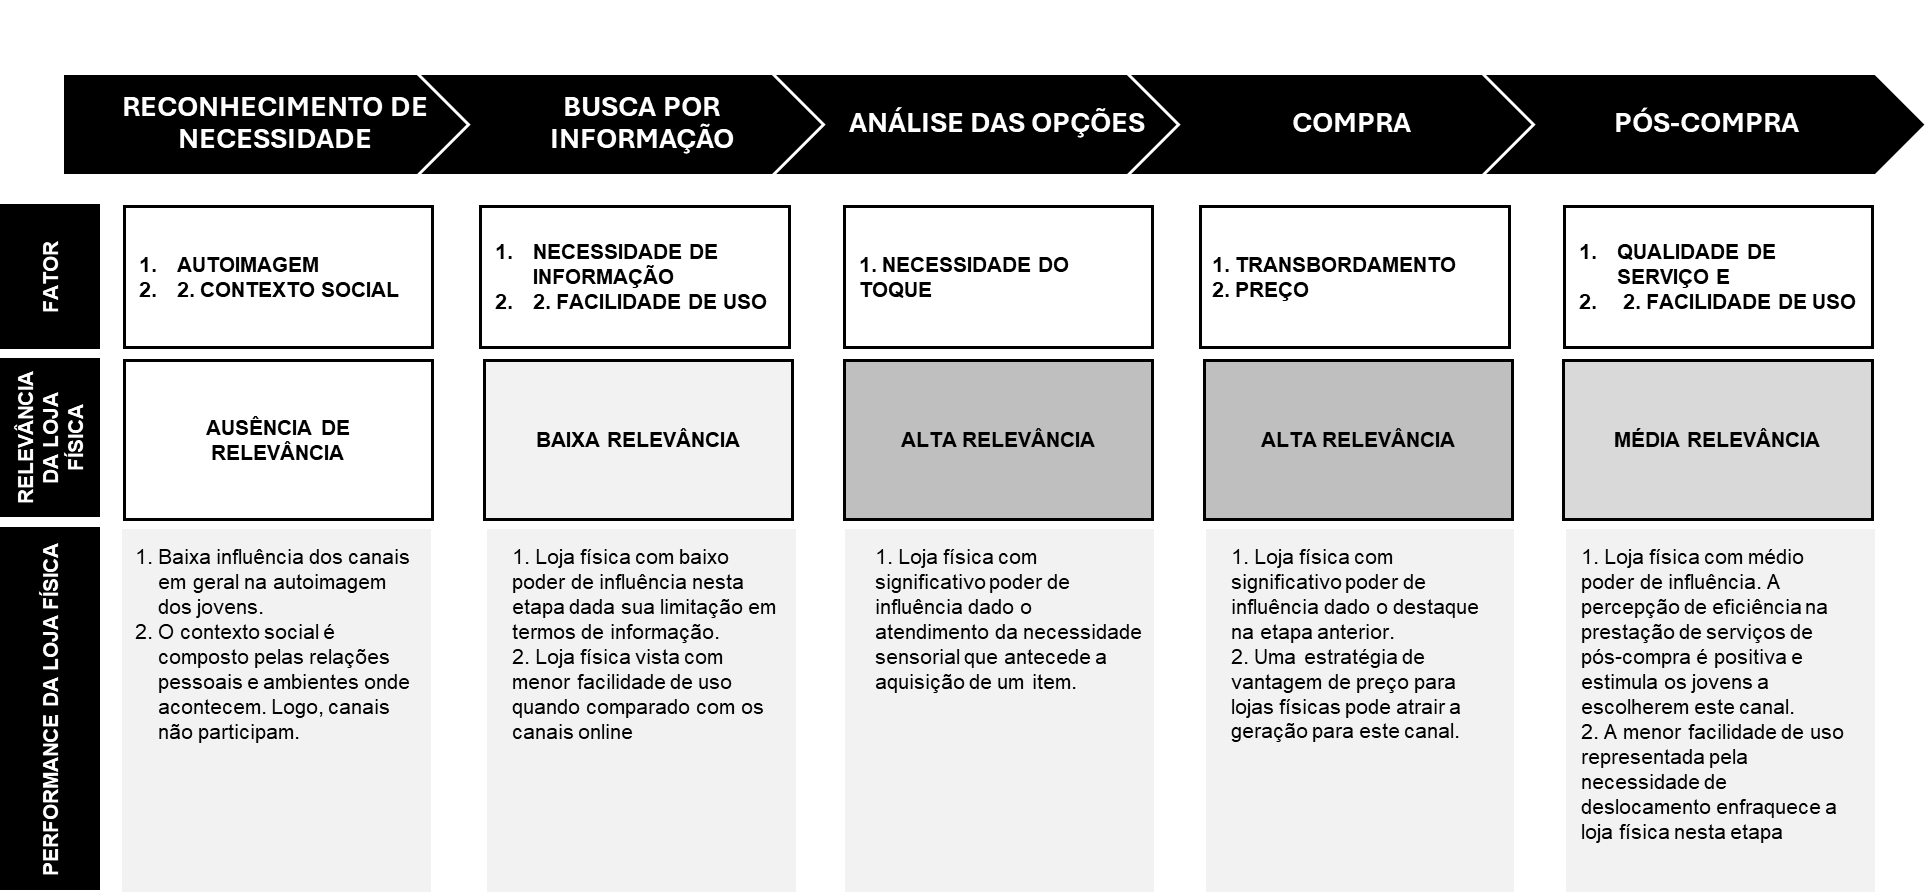 RECONHECIMENTO DE
NECESSIDADE
BUSCA POR
INFORMAÇÃO
ANÁLISE DAS OPÇÕES
COMPRA
PÓS-COMPRA
FATOR
1. AUTOIMAGEM
2. 2. CONTEXTO SOCIAL
1. NECESSIDADE DE
INFORMAÇÃO
2. 2. FACILIDADE DE USO
1. NECESSIDADE DO
TOQUE
1. TRANSBORDAMENTO
2. PREÇO
1. QUALIDADE DE
SERVIÇO E
2. 2. FACILIDADE DE USO
RELEVÂNCIA
DA LOJA
FÍSICA
AUSÊNCIA DE
RELEVÂNCIA
BAIXA RELEVÂNCIA
ALTA RELEVÂNCIA
ALTA RELEVÂNCIA
MÉDIA RELEVÂNCIA
PERFORMANCE DA LOJA FÍSICA
1. Baixa influência dos canais
em geral na autoimagem
dos jovens.
2. O contexto social é
composto pelas relações
pessoais e ambientes onde
acontecem. Logo, canais
não participam.
1. Loja física com baixo
poder de influência nesta
etapa dada sua limitação em
termos de informação.
2. Loja física vista com
menor facilidade de uso
quando comparado com os
canais online
1. Loja física com
significativo poder de
influência dado o
atendimento da necessidade
sensorial que antecede a
aquisição de um item.
1. Loja física com
significativo poder de
influência dado o destaque
na etapa anterior.
2. Uma estratégia de
vantagem de preço para
lojas físicas pode atrair a
geração para este canal.
1. Loja física com médio
poder de influência. A
percepção de eficiência na
prestação de serviços de
pós-compra é positiva e
estimula os jovens a
escolherem este canal.
2. A menor facilidade de uso
representada pela
necessidade de
deslocamento enfraquece a
loja física nesta etapa